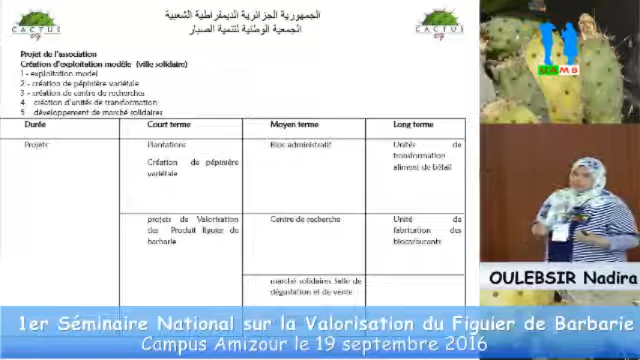 الجمهورية الجزائرية الديمقراطية الشعبية
الجمعية الوطنية لتنمية الصبار
CACTUS
CACTUS
Projet de l'association
Création d'exploitation modèle (ville solidaire)
1 - exploitation model
2 - création de pépinière variétale
3 - création de centre de recherches
4 création d'unités de transformation
5 développement de marché solidaires
Durée Court terme Moyen terme Long terme
Projets Plantations Bloc administratif Unités de
transformation
aliment de bétail
Création de pépinière
variétale
projets de Valorisation
des Produit figuier de
barbarie
Centre de recherche
Unité de
fabrication des
biocarburants
marché solidaires Salle de
dégustation et de vente
UAMB
OULEBSIR Nadira
1er Séminaire National sur la Valorisation du Figuier de Barbarie
Campus Amizour le 19 septembre 2016